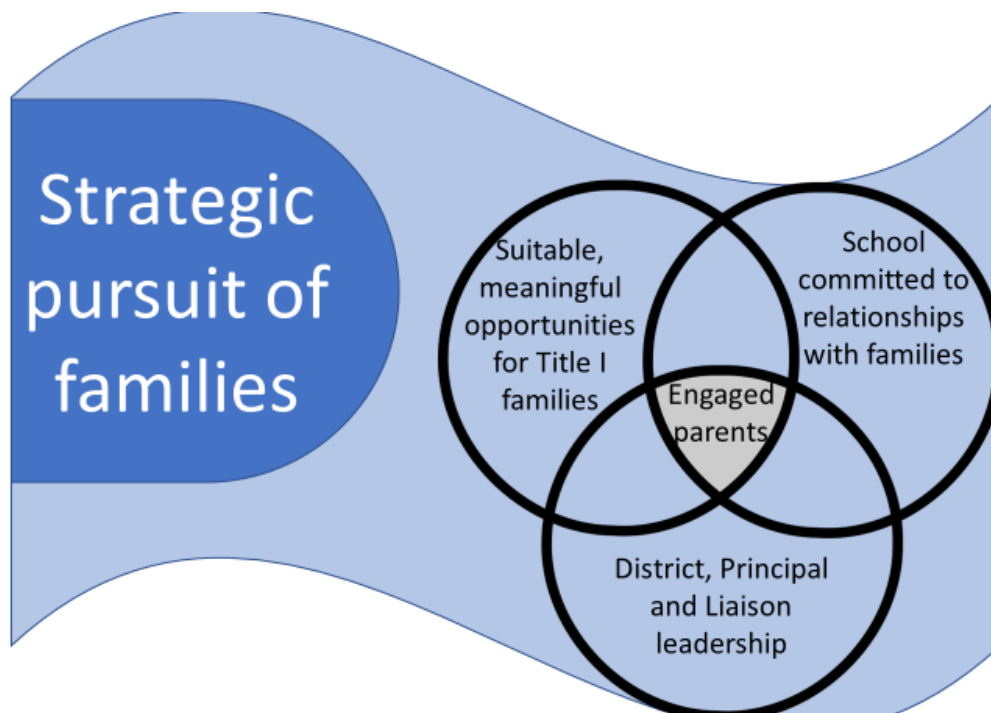 Strategic
pursuit of
families
Suitable,
meaningful
opportunities
for Title I
families
School
committed to
relationships
with families
Engaged
parents
District, Principal
and Liaison
leadership